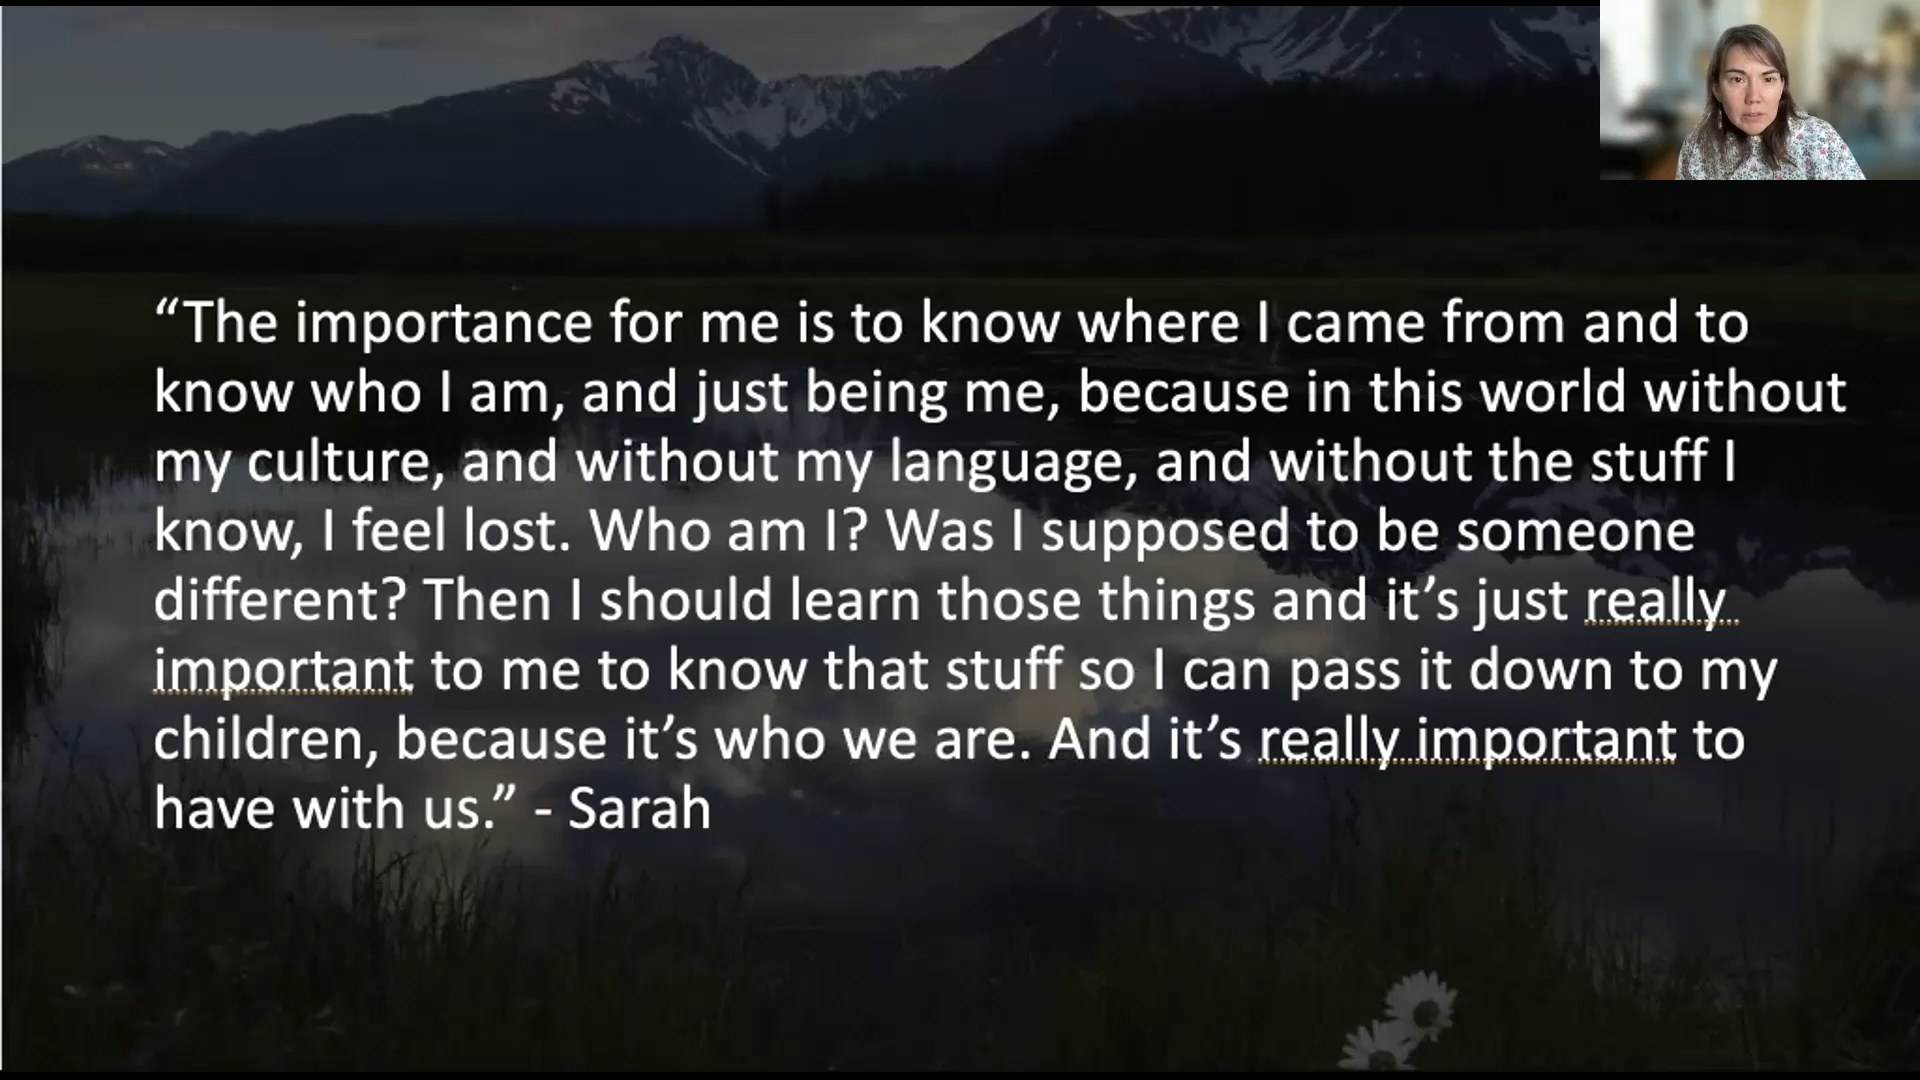 “The importance for me is to know where I came from and to
know who I am, and just being me, because in this world without
my culture, and without my language, and without the stuff I
know, I feel lost. Who am I? Was I supposed to be someone
different? Then I should learn those things and it’s just really
important to me to know that stuff so I can pass it down to my
children, because it’s who we are. And it’s really important to
have with us.” - Sarah